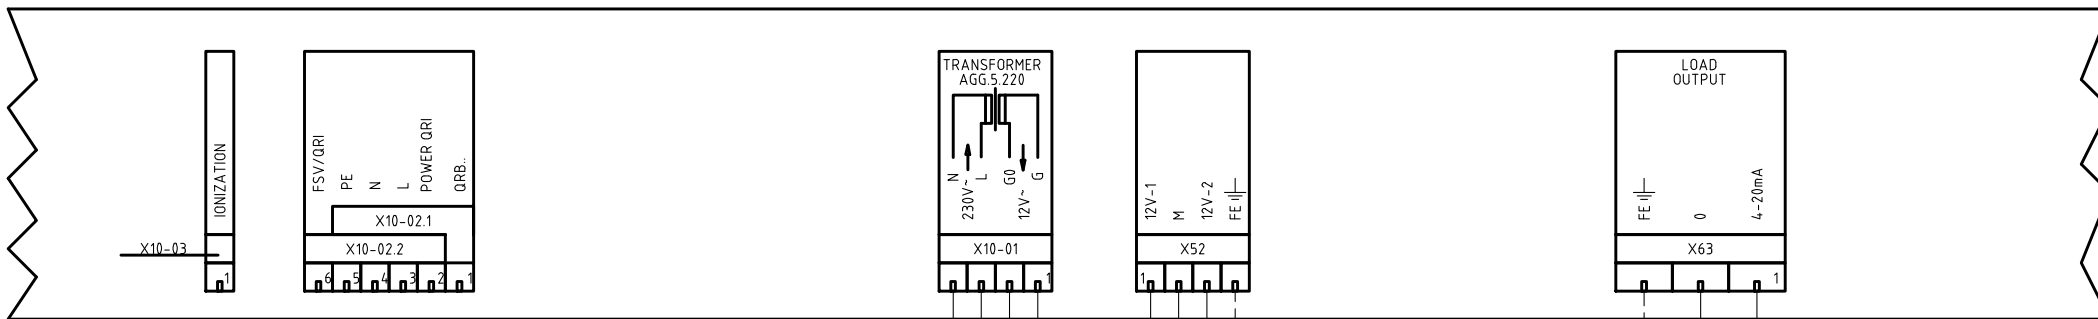 X10-03
IONIZATION
1
FSV/QRI
PE
N
L
POWER QRI
QRB..
X10-02.1
X10-02.2
6 5 4 3 2 1
TRANSFORMER
AGG.5.220
N
230V~
L
G0
12V~
G
X10-01
1
12V-1
M
12V-2
FE
X52
1
LOAD
OUTPUT
FE
0
4-20mA
X63
1